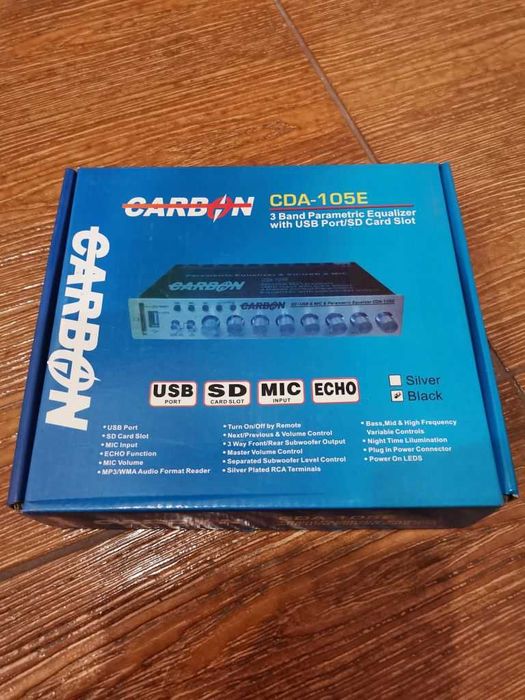 CARBON
CDA-105E
3 Band Parametric Equalizer
with USB Port/SD Card Slot
CARBON
CARBON
CARBON
USB
PORT
SD
CARD SLOT
MIC
INPUT
ECHO
Silver
Black
• USB Port
• SD Card Slot
• MIC Input
• ECHO Function
• MIC Volume
• MP3/WMA Audio Format Reader
• Turn On/Off by Remote
• Next/Previous & Volume Control
• 3 Way Front/Rear Subwoofer Output
• Master Volume Control
• Separated Subwoofer Level Control
• Silver Plated RCA Terminals
• Bass,Mid & High Frequency
Variable Controls
• Night Time Lilumination
• Plug in Power Connector
• Power On LEDS